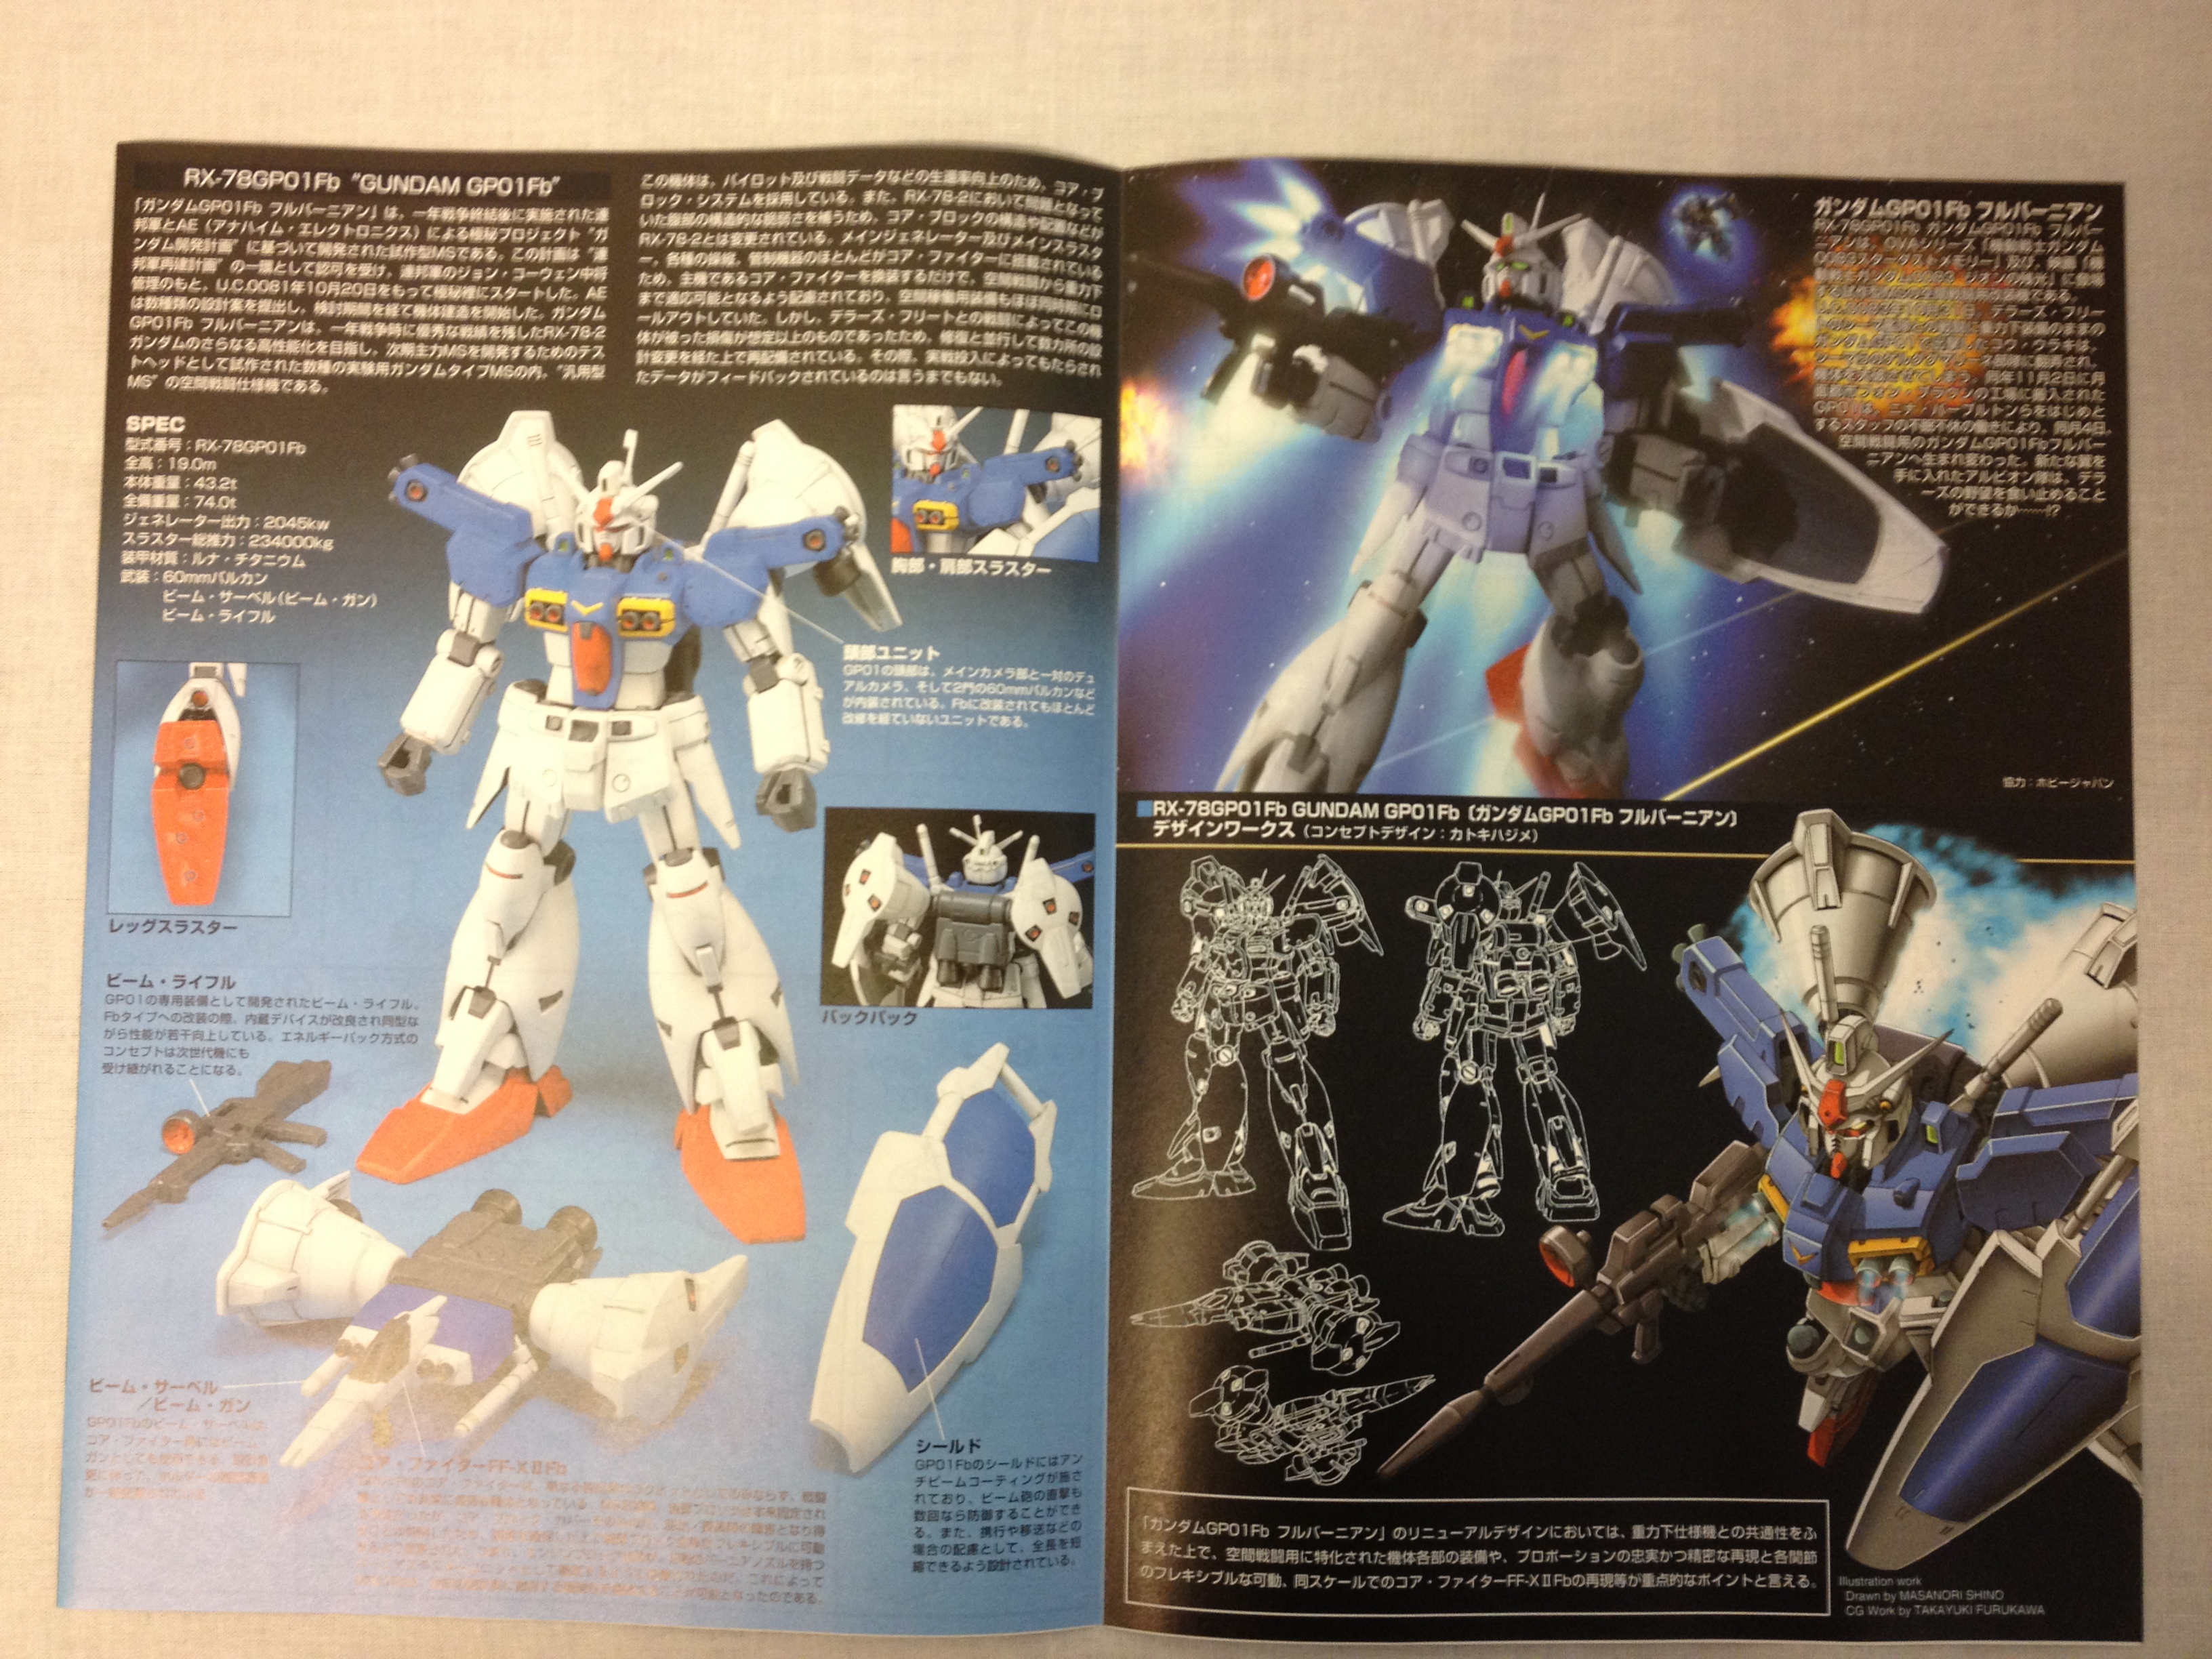 RX-78GP01Fb "GUNDAM GP01Fb"
「ガンダムGP01Fb フルバーニアン」は、一年戦争終結後に実施された連
邦軍とAE（アナハイム・エレクトロニクス）による極秘プロジェクト"ガ
ンダム開発計画"に基づいて開発された試作型MSである。この計画は"連
邦軍再建計画"の一環として認可を受け、連邦軍のジョン・コーウェン中将
管理のもと、U.C.0081年10月20日をもって極秘裡にスタートした。AE
は数種類の設計案を提出し、検討期間を経て機体建造を開始した。ガンダム
GP01Fb フルバーニアンは、一年戦争時に優秀な戦績を残したRX-78-2
ガンダムのさらなる高性能化を目指し、次期主力MSを開発するためのテス
トヘッドとして試作された数種の実験用ガンダムタイプMSの内、"汎用型
MS"の空間戦闘仕様機である。
この機体は、パイロット及び戦闘データなどの生還率向上のため、コア・ブ
ロック・システムを採用している。また、RX-78-2において問題となって
いた腹部の構造的な脆弱さを補うため、コア・ブロックの構造や配置などが
RX-78-2とは変更されている。メインジェネレーター及びメインスラスタ
ー、各種の操縦、管制機器のほとんどがコア・ファイターに搭載されている
ため、主機であるコア・ファイターを換装するだけで、空間戦闘から重力下
まで適応可能となるよう配慮されており、空間稼働用装備もほぼ同時期にロ
ールアウトしていた。しかし、デラーズ・フリートとの戦闘によってこの機
体が被った損傷が想定以上のものであったため、修復と並行して数カ所の設
計変更を経た上で再配備されている。その際、実戦投入によってもたらされ
たデータがフィードバックされているのは言うまでもない。
SPEC
型式番号：RX-78GP01Fb
全高：19.0m
本体重量：43.2t
全備重量：74.0t
ジェネレーター出力：2045kw
スラスター総推力：234000kg
装甲材質：ルナ・チタニウム
武装：60mmバルカン
ビーム・サーベル（ビーム・ガン）
ビーム・ライフル
胸部・肩部スラスター
頭部ユニット
GP01の頭部は、メインカメラ部と一対のデュ
アルカメラ、そして2門の60mmバルカンなど
が内装されている。Fbに改装されてもほとんど
改修を経ていないユニットである。
レッグスラスター
バックパック
ビーム・ライフル
GP01の専用装備として開発されたビーム・ライフル。
Fbタイプへの改装の際、内蔵デバイスが改良され同型な
がら性能が若干向上している。エネルギーパック方式の
コンセプトは次世代機にも
受け継がれることになる。
ビーム・サーベル
／ビーム・ガン
GP01Fbのビーム・サーベルは、
コア・ファイター時にはビーム・
ガンとしても
コア・ファイターFF-XⅡFb
シールド
GP01Fbのシールドにはアン
チビームコーティングが施さ
れており、ビーム砲の直撃も
数回なら防御することができ
る。また、携行や移送などの
場合の配慮として、全長を短
縮できるよう設計されている。
ガンダムGP01Fb フルバーニアン
RX-78GP01Fb ガンダムGP01Fb フルバー
ニアンは、OVAシリーズ「機動戦士ガンダム
0083スターダストメモリー」及び、映画「機
動戦士ガンダム0083 ジオンの残光」に登場
である。
デラーズ・フリー
重力下装備のままの
ガンダムGP01で出撃したコウ・ウラキは、
同年11月2日に月
の工場に搬入された
GP01は、ニナ・パープルトンらをはじめと
するスタッフの不眠不休の働きにより、同月4日、
空間戦闘用のガンダムGP01Fbフルバー
ニアンへ生まれ変わった。新たな翼を
手に入れたアルビオン隊は、デラー
ズの野望を食い止めること
ができるか……!?
協力：ホビージャパン
■RX-78GP01Fb GUNDAM GP01Fb〔ガンダムGP01Fb フルバーニアン〕
デザインワークス（コンセプトデザイン：カトキハジメ）
「ガンダムGP01Fb フルバーニアン」のリニューアルデザインにおいては、重力下仕様機との共通性をふ
まえた上で、空間戦闘用に特化された機体各部の装備や、プロポーションの忠実かつ精密な再現と各関節
のフレキシブルな可動、同スケールでのコア・ファイターFF-XⅡFbの再現等が重点的なポイントと言える。
Illustration work
Drawn by MASANORI SHINO
CG Work by TAKAYUKI FURUKAWA